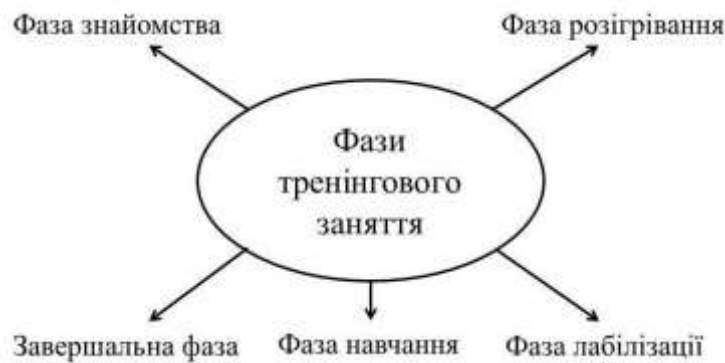 Фаза знайомства
Фаза розігрівання
Фази
тренінгового
заняття
Завершальна фаза
Фаза навчання
Фаза лабілізації